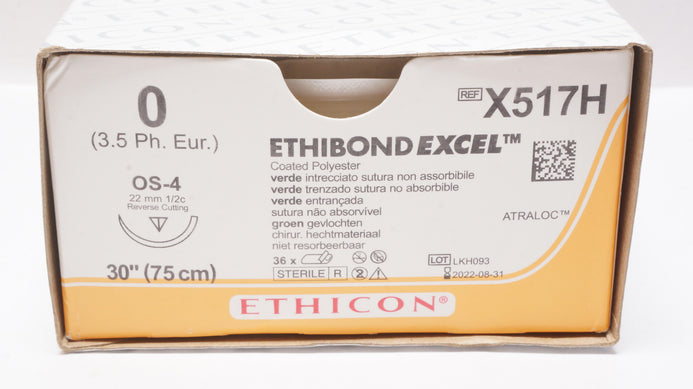 0
(3.5 Ph. Eur.)
OS-4
22 mm 1/2c
Reverse Cutting
30" (75 cm)
REF X517H
ETHIBOND EXCEL™
Coated Polyester
verde intrecciato sutura non assorbibile
verde trenzado sutura no absorbible
verde entrançada
sutura não absorvível
groen gevlochten
chirur. hechtmateriaal
niet resorbeerbaar
36 x
STERILE R 2
ATRALOC™
LOT LKH093
2022-08-31
ETHICON®